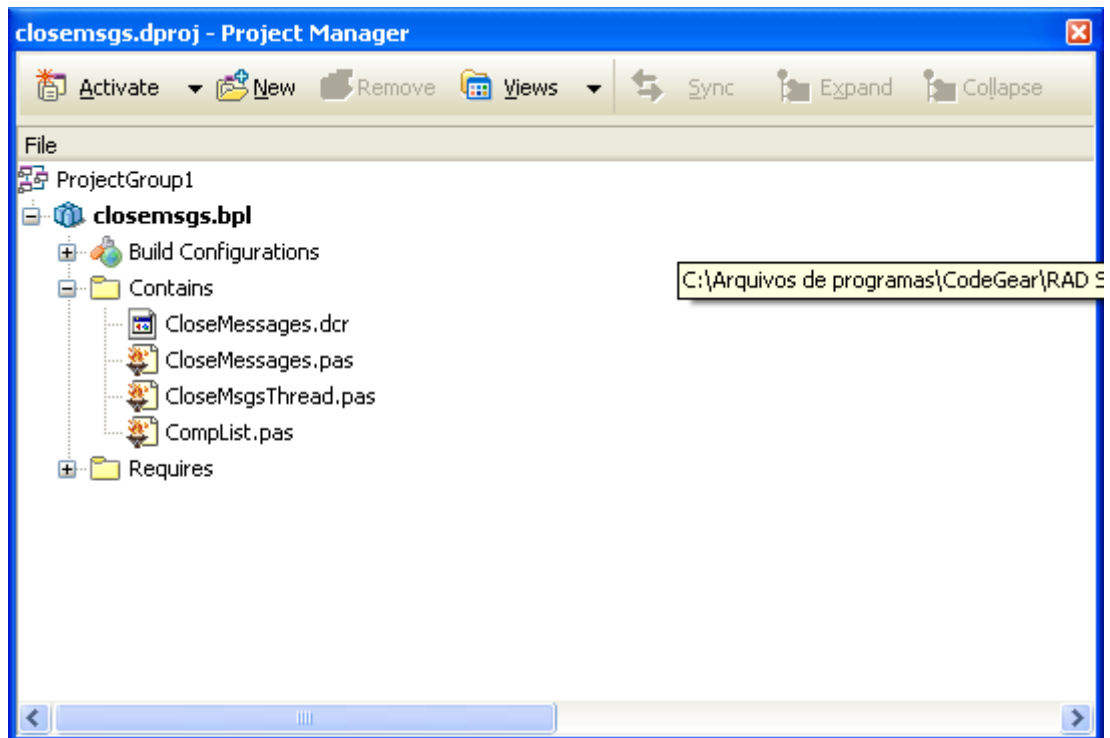 closemsgs.dproj - Project Manager
Activate New Remove Views Sync Expand Collapse
File
ProjectGroup1
closemsgs.bpl
Build Configurations
C:\Arquivos de programas\CodeGear\RAD S
Contains
CloseMessages.dcr
CloseMessages.pas
CloseMsgsThread.pas
CompList.pas
Requires